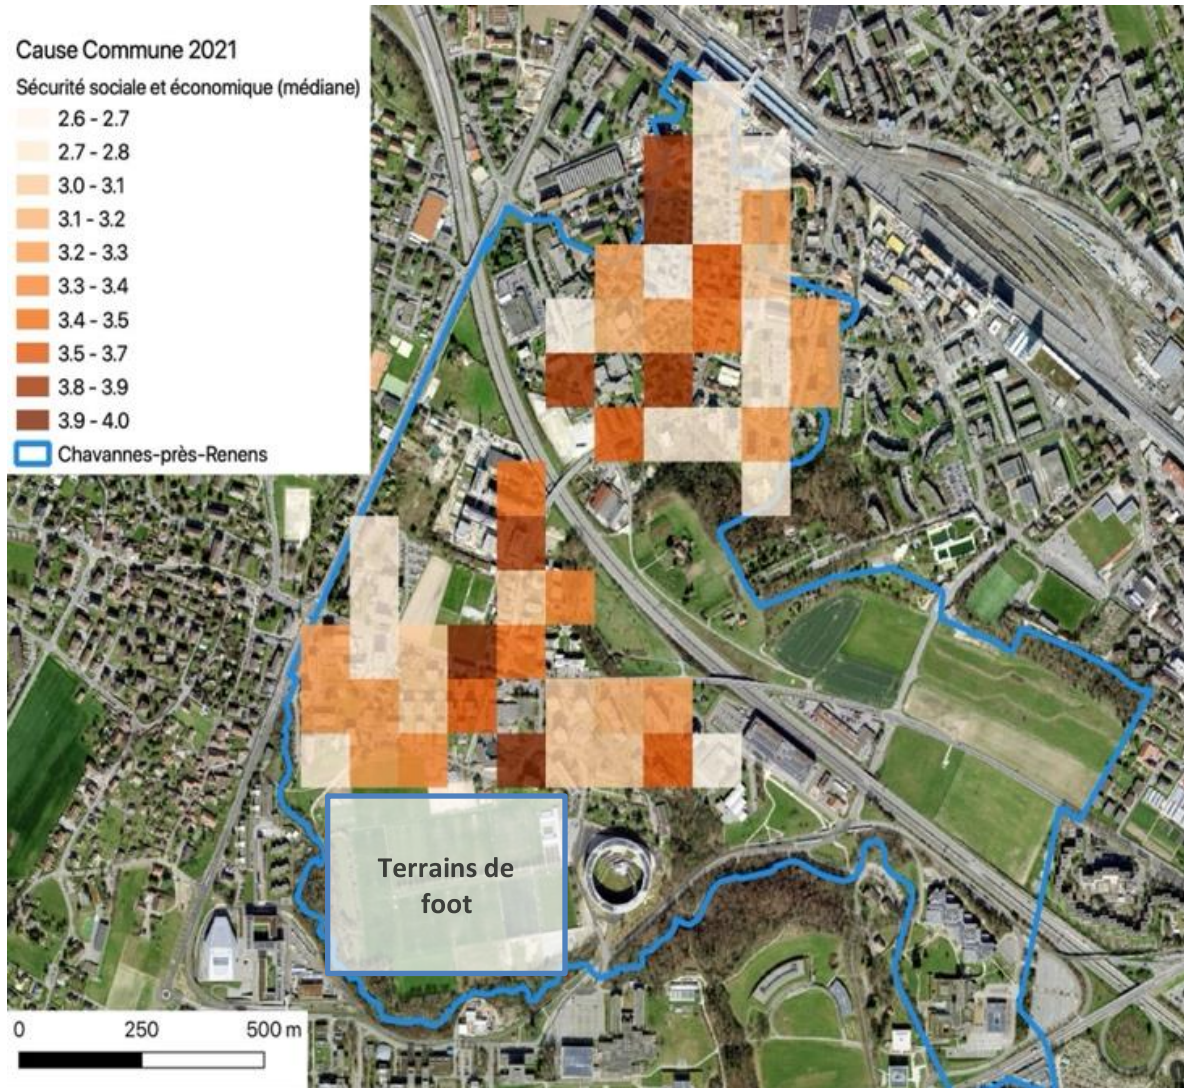 Cause Commune 2021
Sécurité sociale et économique (médiane)
2.6 - 2.7
2.7 - 2.8
3.0 - 3.1
3.1 - 3.2
3.2 - 3.3
3.3 - 3.4
3.4 - 3.5
3.5 - 3.7
3.8 - 3.9
3.9 - 4.0
Chavannes-près-Renens
Terrains de
foot
0 250 500 m